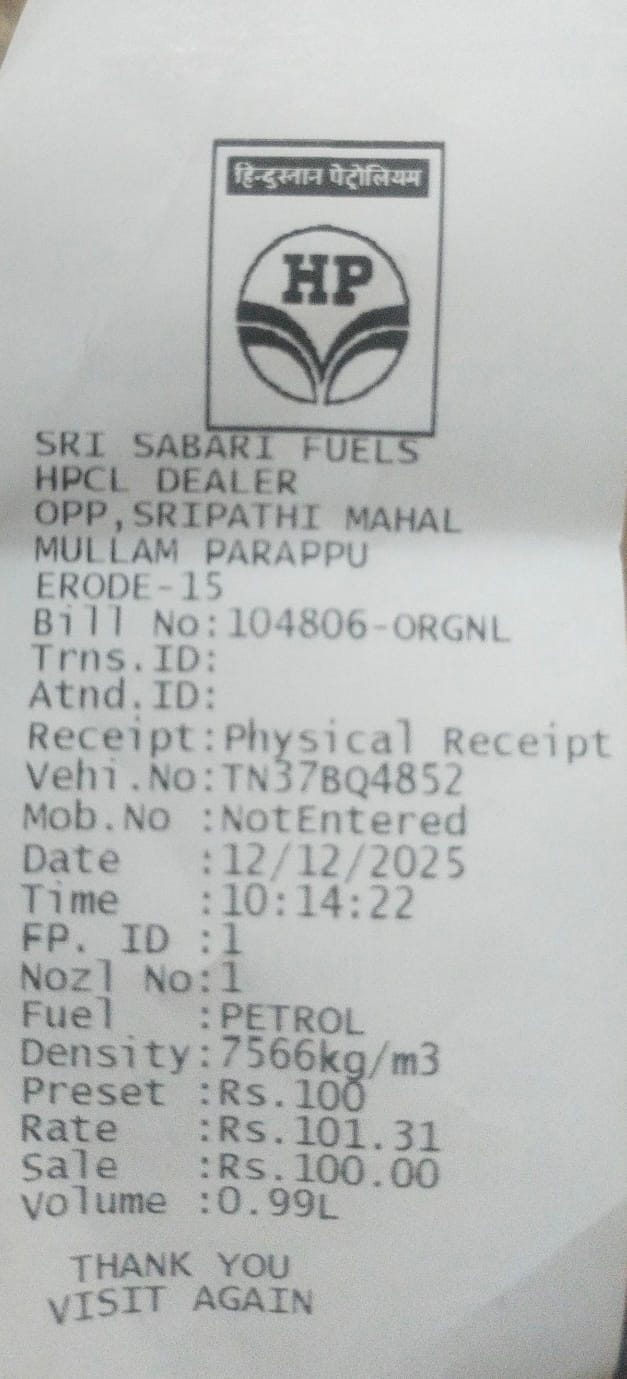 हिन्दुस्तान पेट्रोलियम
HP
SRI SABARI FUELS
HPCL DEALER
OPP,SRIPATHI MAHAL
MULLAM PARAPPU
ERODE-15
Bill No:104806-ORGNL
Trns.ID:
Atnd.ID:
Receipt:Physical Receipt
Vehi.No:TN37BQ4852
Mob.No :NotEntered
Date :12/12/2025
Time :10:14:22
FP. ID :1
Nozl No:1
Fuel :PETROL
Density:7566kg/m3
Preset :Rs.100
Rate :Rs.101.31
Sale :Rs.100.00
Volume :0.99L
THANK YOU
VISIT AGAIN